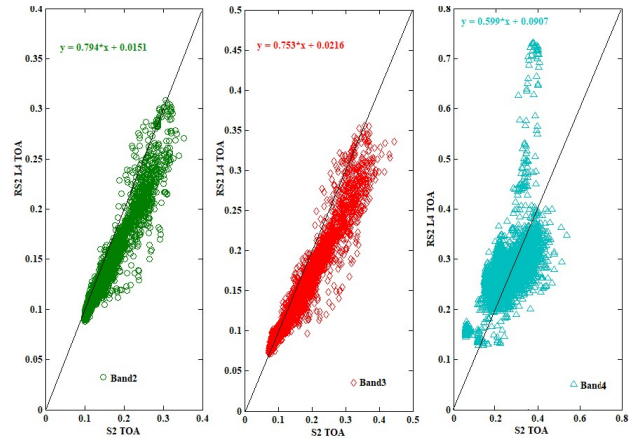 0.4
0.35
0.3
0.25
0.2
0.15
0.1
0.05
0
RS2 L4 TOA
y = 0.794*x + 0.0151
Band2
0 0.1 0.2 0.3 0.4
S2 TOA
0.5
0.45
0.4
0.35
0.3
0.25
0.2
0.15
0.1
0.05
0
RS2 L4 TOA
y = 0.753*x + 0.0216
Band3
0 0.1 0.2 0.3 0.4 0.5
S2 TOA
0.8
0.7
0.6
0.5
0.4
0.3
0.2
0.1
0
RS2 L4 TOA
y = 0.599*x + 0.0907
Band4
0 0.2 0.4 0.6 0.8
S2 TOA